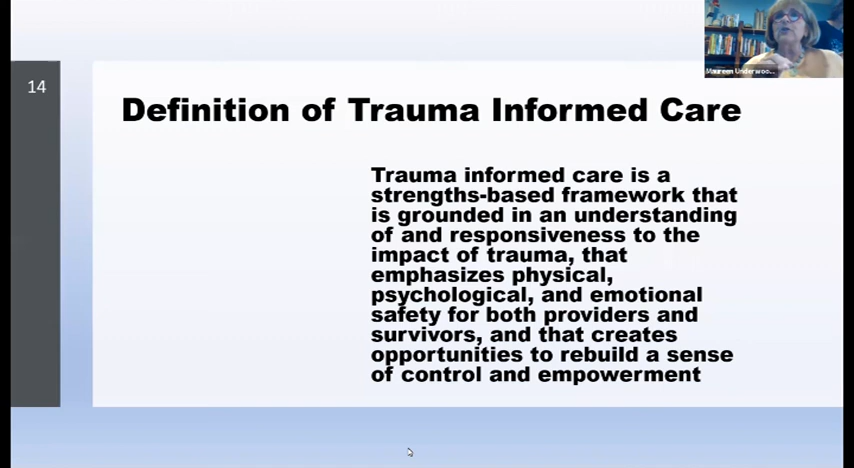 14
Maureen Underwoo...
Definition of Trauma Informed Care
Trauma informed care is a
strengths-based framework that
is grounded in an understanding
of and responsiveness to the
impact of trauma, that
emphasizes physical,
psychological, and emotional
safety for both providers and
survivors, and that creates
opportunities to rebuild a sense
of control and empowerment